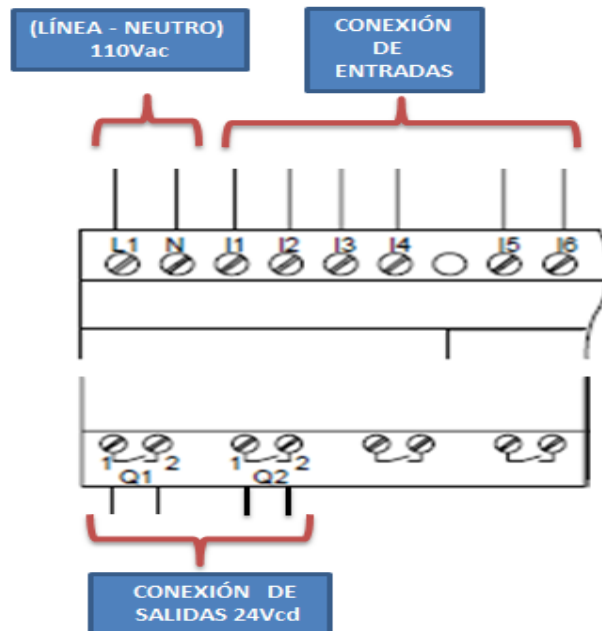 (LÍNEA - NEUTRO)
110Vac
CONEXIÓN
DE
ENTRADAS
L1 N I1 I2 I3 I4 I5 I6
1 2 1 2
Q1 Q2
CONEXIÓN DE
SALIDAS 24Vcd